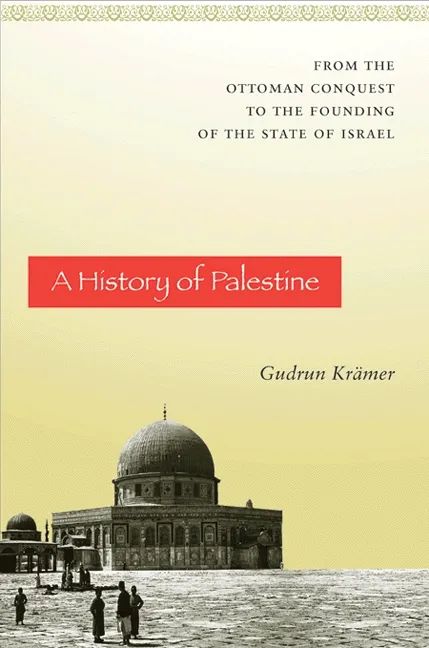 FROM THE
OTTOMAN CONQUEST
TO THE FOUNDING
OF THE STATE OF ISRAEL
A History of Palestine
Gudrun Krämer